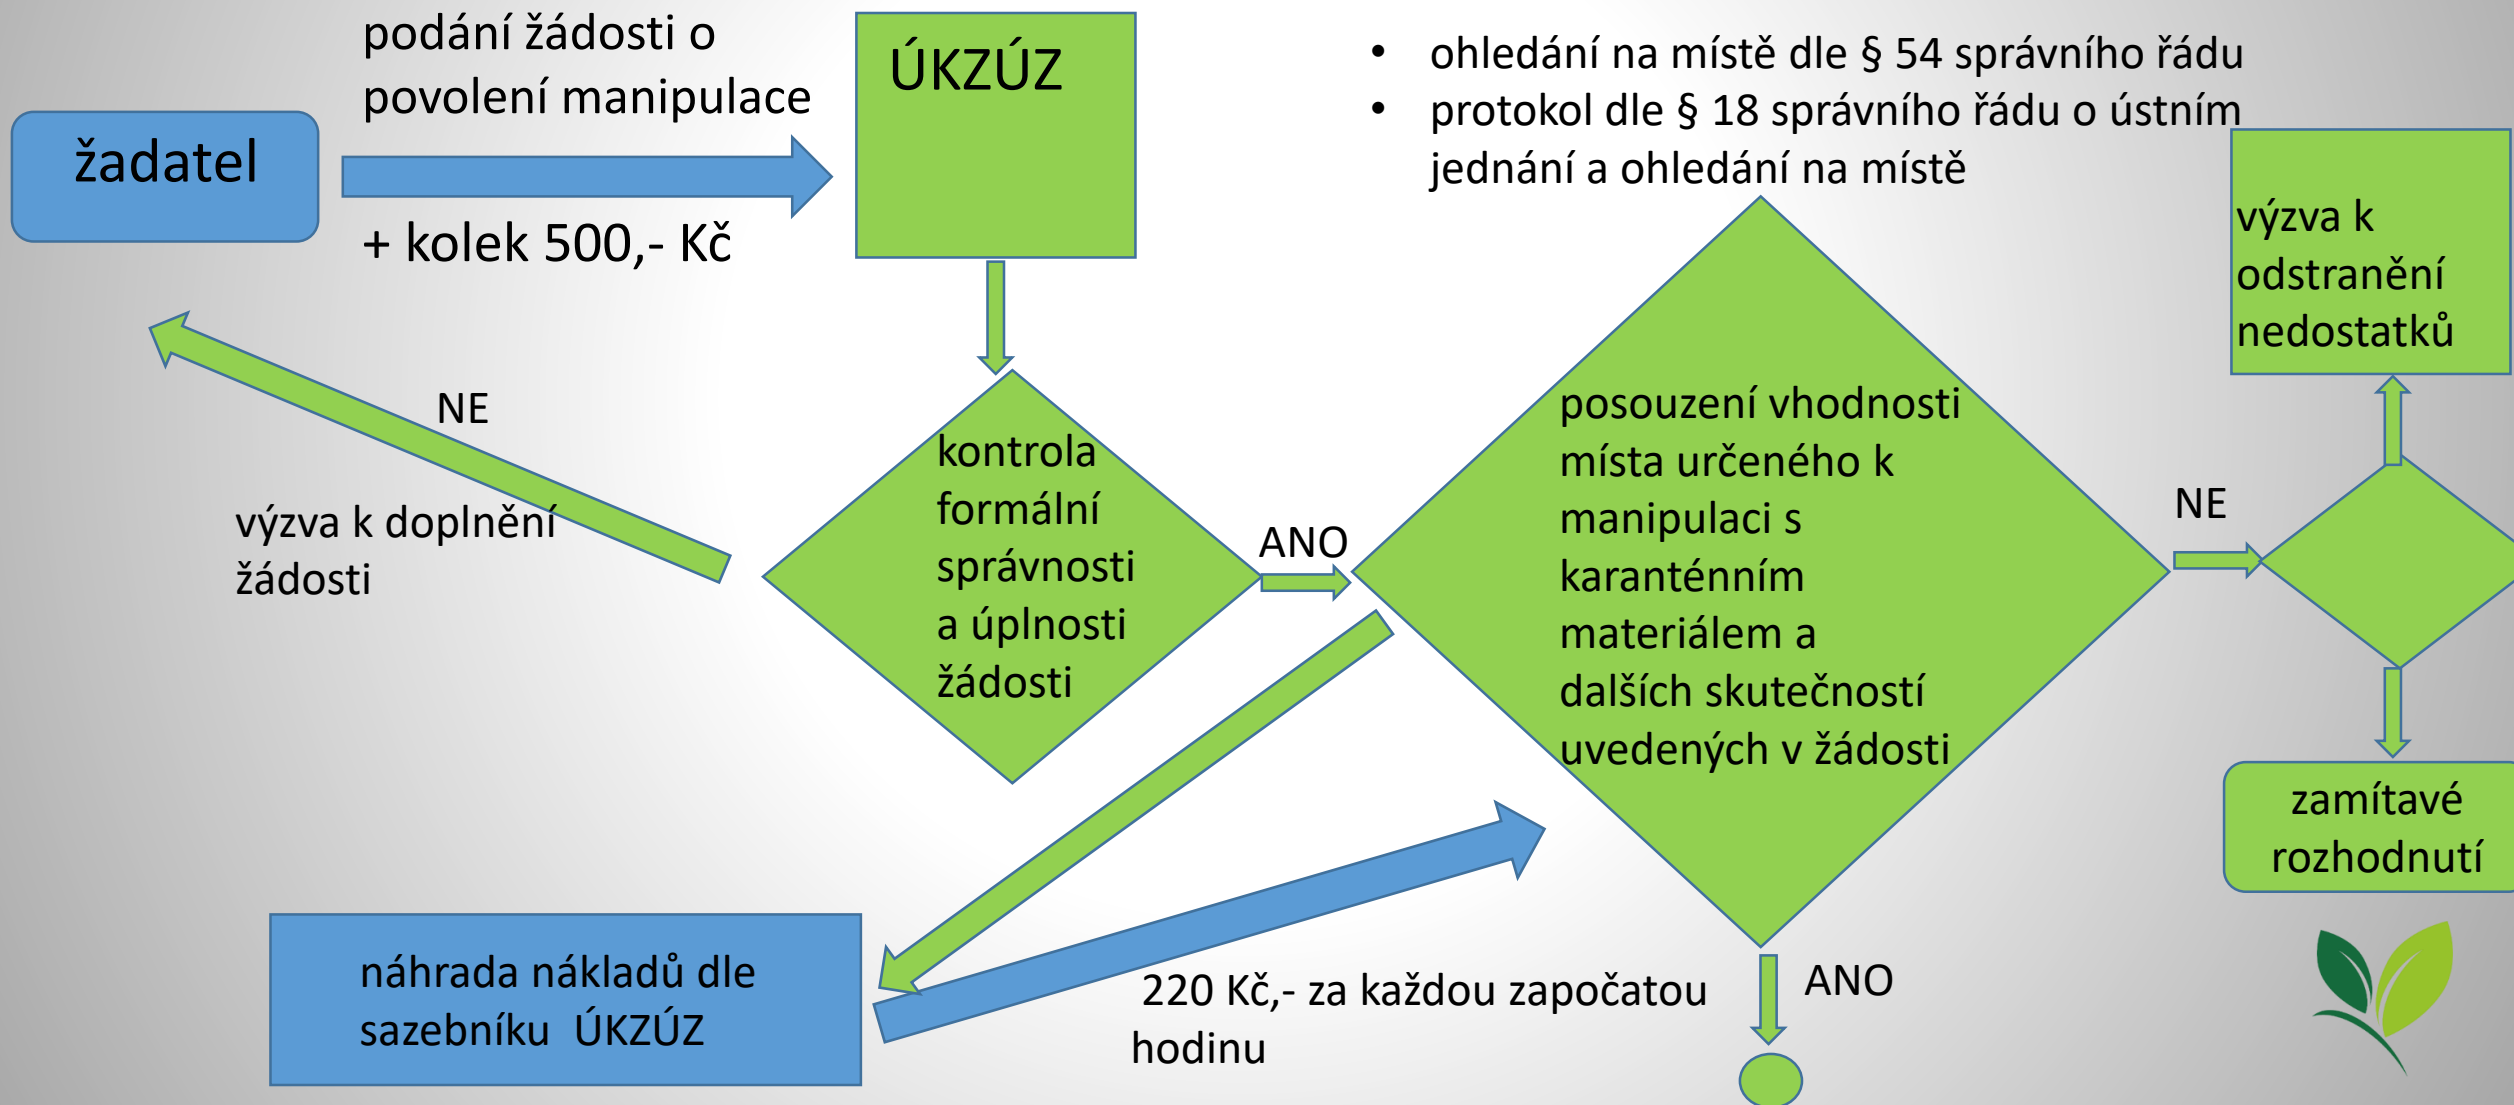 podání žádosti o
povolení manipulace
žadatel
+ kolek 500,- Kč
ÚKZÚZ
• ohledání na místě dle § 54 správního řádu
• protokol dle § 18 správního řádu o ústním
jednání a ohledání na místě
výzva k
odstranění
nedostatků
NE
výzva k doplnění
žádosti
kontrola
formální
správnosti
a úplnosti
žádosti
ANO
posouzení vhodnosti
místa určeného k
manipulaci s
karanténním
materiálem a
dalších skutečností
uvedených v žádosti
NE
zamítavé
rozhodnutí
náhrada nákladů dle
sazebníku ÚKZÚZ
220 Kč,- za každou započatou
hodinu
ANO